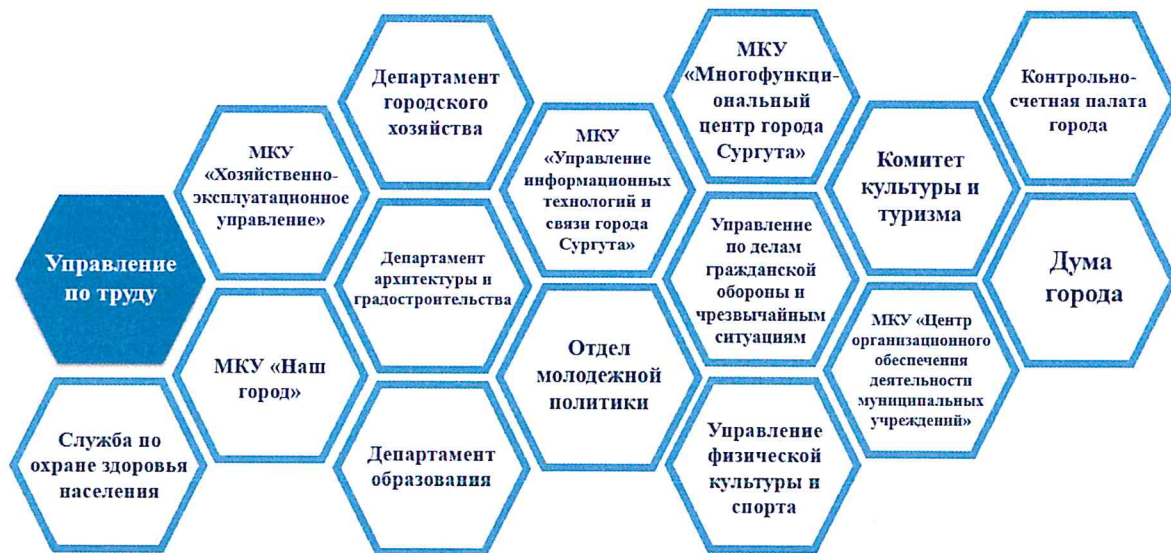 Управление
по труду
Служба по
охране здоровья
населения
МКУ
«Хозяйственно-
эксплуатационное
управление»
МКУ «Наш
город»
Департамент
городского
хозяйства
Департамент
архитектуры и
градостроительства
Департамент
образования
МКУ
«Управление
информационных
технологий и
связи города
Сургута»
Отдел
молодежной
политики
МКУ
«Многофункци-
ональный
центр города
Сургута»
Управление
по делам
гражданской
обороны и
чрезвычайным
ситуациям
Управление
физической
культуры и
спорта
Комитет
культуры и
туризма
МКУ «Центр
организационного
обеспечения
деятельности
муниципальных
учреждений»
Контрольно-
счетная палата
города
Дума
города